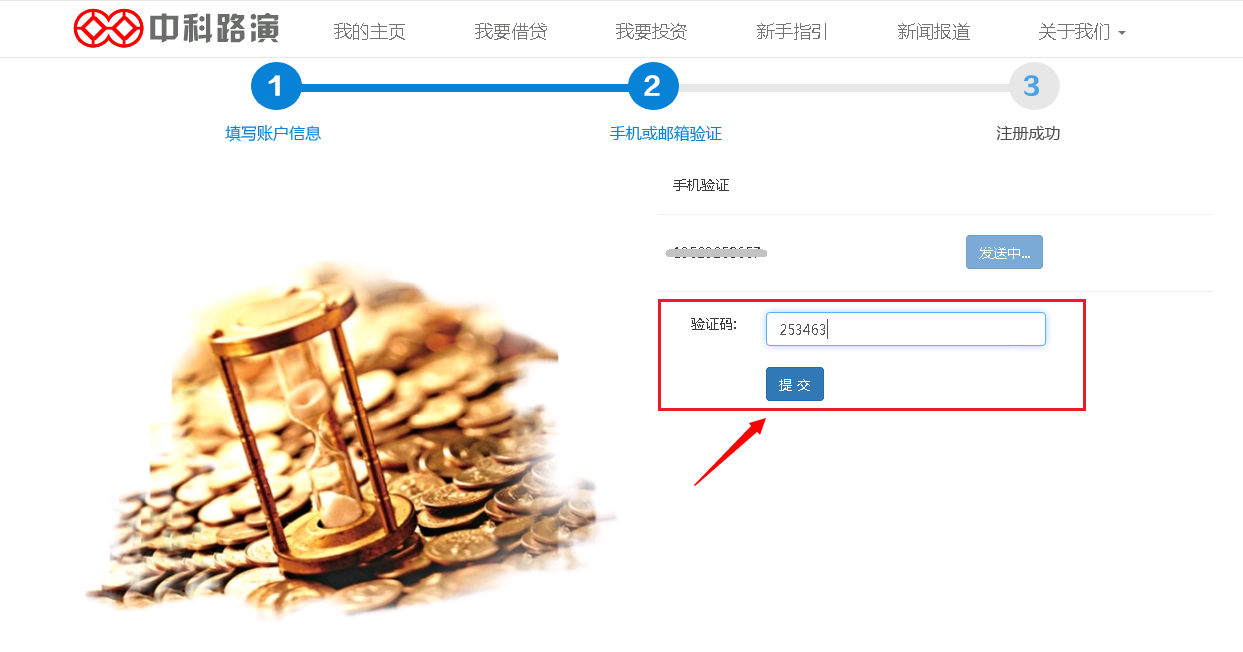 中科路演 我的主页 我要借贷 我要投资 新手指引 新闻报道 关于我们
1 2 3
填写账户信息 手机或邮箱验证 注册成功
手机验证
发送中...
验证码: 253463
提 交